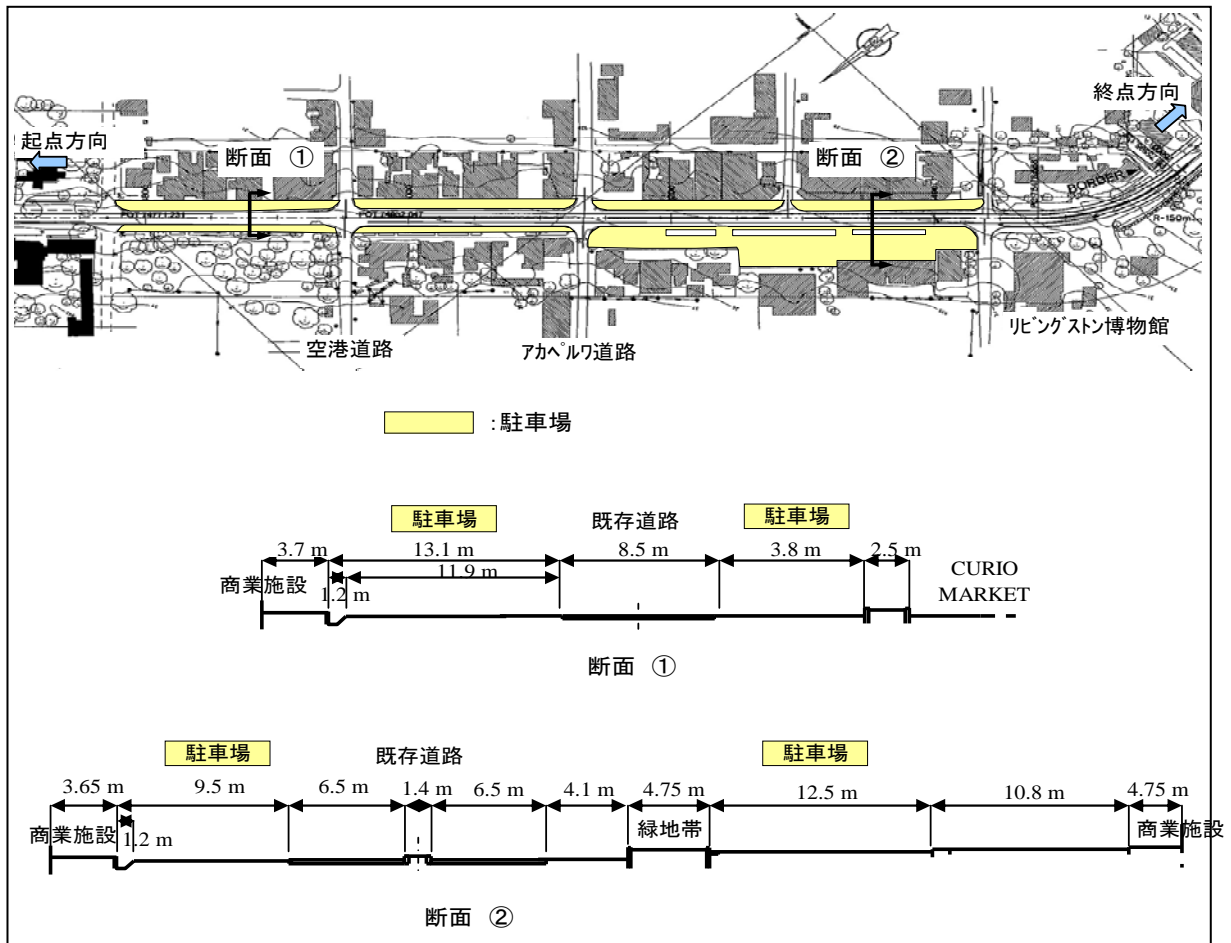 起点方向
終点方向
断面 ①
断面 ②
BORDER
R-150m
POT 14802.047
リビングストン博物館
空港道路
アカペルワ道路
:駐車場
駐車場
既存道路
駐車場
3.7 m
13.1 m
8.5 m
3.8 m
2.5 m
11.9 m
商業施設
1.2 m
CURIO
MARKET
断面 ①
駐車場
既存道路
駐車場
3.65 m
9.5 m
6.5 m
1.4 m
6.5 m
4.1 m
4.75 m
12.5 m
10.8 m
4.75 m
商業施設
1.2 m
緑地帯
商業施設
断面 ②